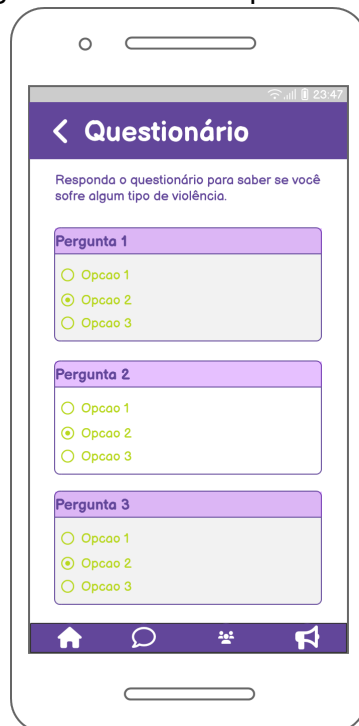 23:47
Questionário
Responda o questionário para saber se você
sofre algum tipo de violência.
Pergunta 1
Opcao 1
Opcao 2
Opcao 3
Pergunta 2
Opcao 1
Opcao 2
Opcao 3
Pergunta 3
Opcao 1
Opcao 2
Opcao 3